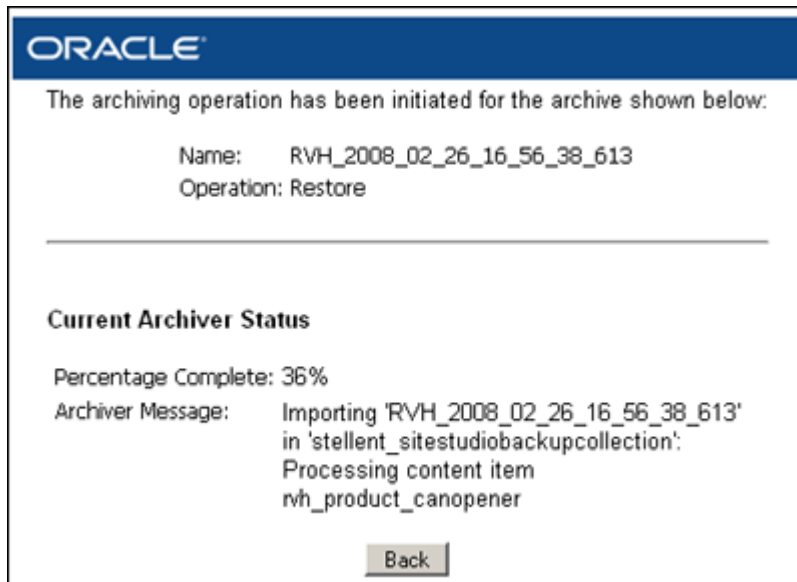 ORACLE
The archiving operation has been initiated for the archive shown below:
Name: RVH_2008_02_26_16_56_38_613
Operation: Restore
Current Archiver Status
Percentage Complete: 36%
Archiver Message: Importing 'RVH_2008_02_26_16_56_38_613'
in 'stellent_sitestudiobackupcollection':
Processing content item
rvh_product_canopener
Back